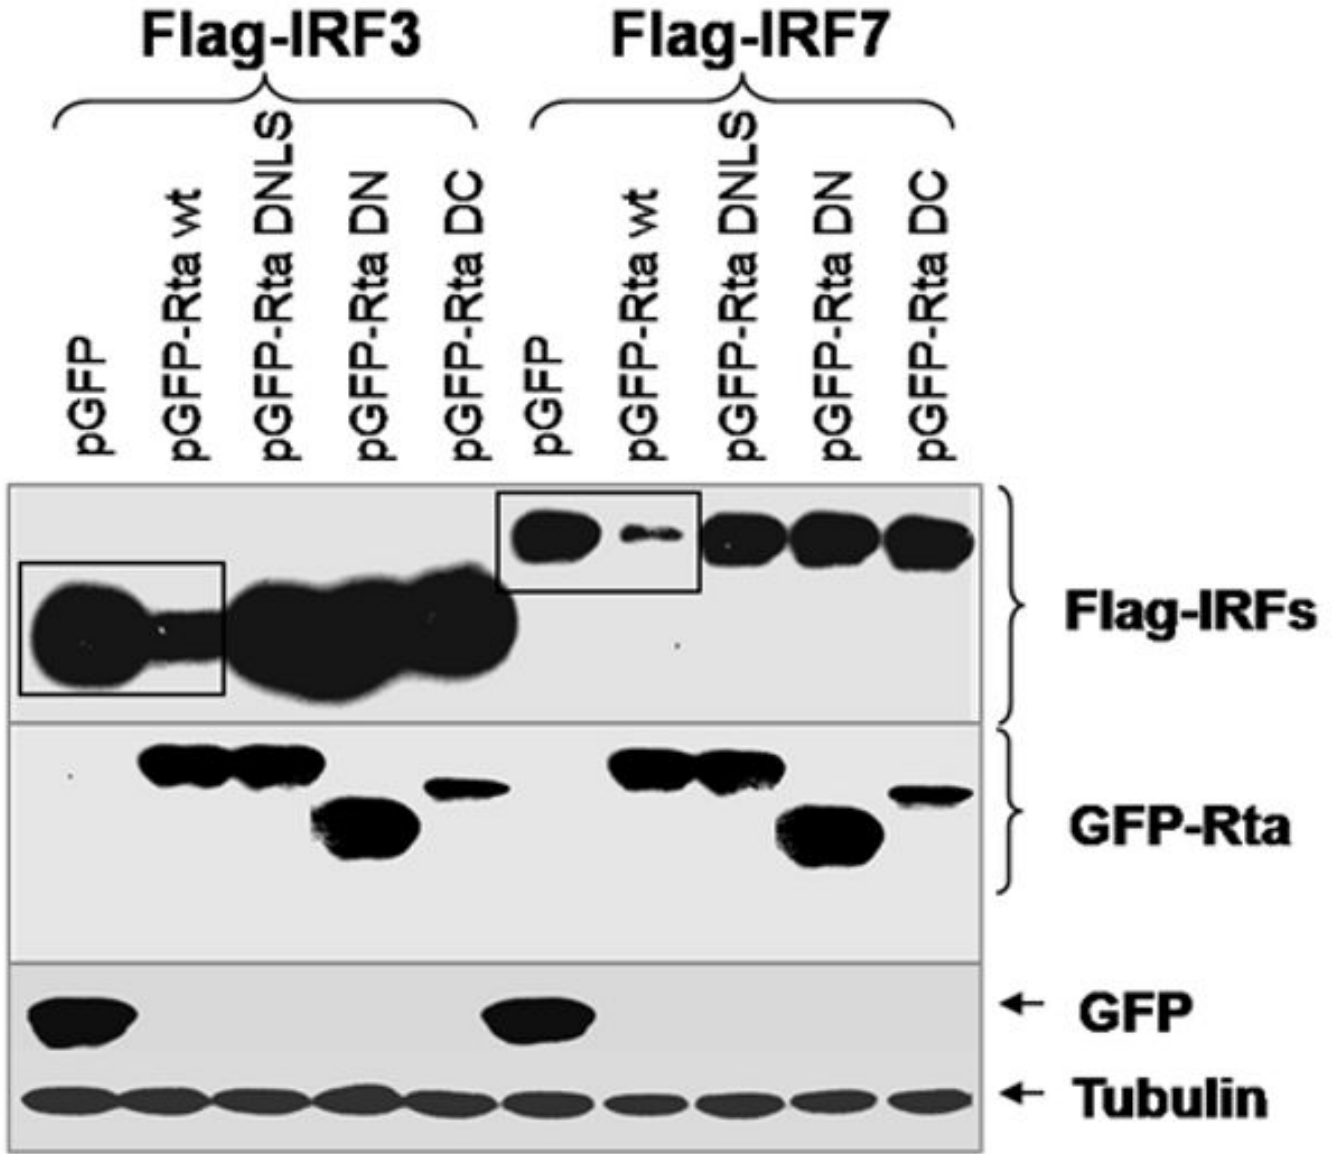 Flag-IRF3
Flag-IRF7
pGFP
pGFP-Rta wt
pGFP-Rta DNLS
pGFP-Rta DN
pGFP-Rta DC
pGFP
pGFP-Rta wt
pGFP-Rta DNLS
pGFP-Rta DN
pGFP-Rta DC
Flag-IRFs
GFP-Rta
GFP
Tubulin